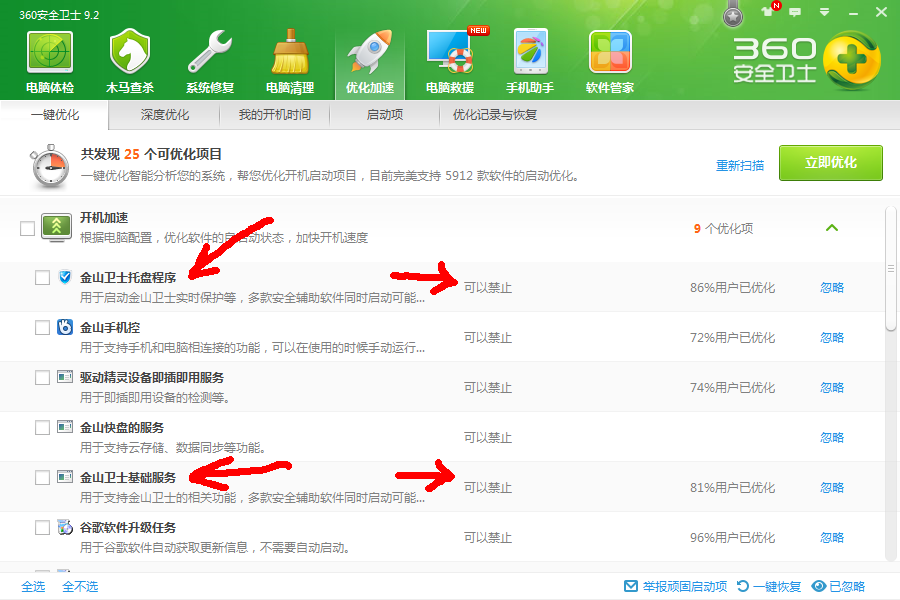 360安全卫士 9.2
N
电脑体检
木马查杀
系统修复
电脑清理
优化加速
NEW
电脑救援
手机助手
软件管家
360
安全卫士
一键优化
深度优化
我的开机时间
启动项
优化记录与恢复
共发现 25 个可优化项目
一键优化智能分析您的系统，帮您优化开机启动项目，目前完美支持 5912 款软件的启动优化。
重新扫描
立即优化
开机加速
根据电脑配置，优化软件的自启动状态，加快开机速度
9 个优化项
金山卫士托盘程序
用于启动金山卫士实时保护等，多款安全辅助软件同时启动可能...
可以禁止
86%用户已优化
忽略
金山手机控
用于支持手机和电脑相连接的功能，可以在使用的时候手动运行...
可以禁止
72%用户已优化
忽略
驱动精灵设备即插即用服务
用于即插即用设备的检测等。
可以禁止
74%用户已优化
忽略
金山快盘的服务
用于支持云存储、数据同步等功能。
可以禁止
忽略
金山卫士基础服务
用于支持金山卫士的相关功能，多款安全辅助软件同时启动可能...
可以禁止
81%用户已优化
忽略
谷歌软件升级任务
用于谷歌软件自动获取更新信息，不需要自动启动。
可以禁止
96%用户已优化
忽略
全选
全不选
举报顽固启动项
一键恢复
已忽略